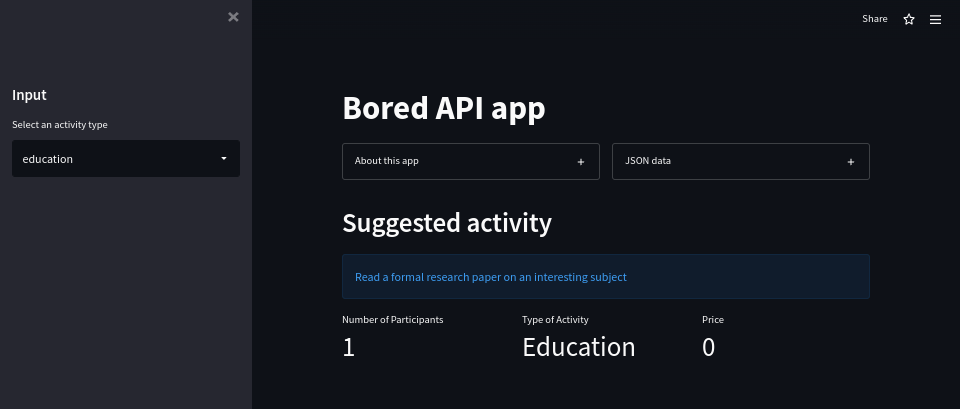 Share
Input
Select an activity type
education
Bored API app
About this app
JSON data
Suggested activity
Read a formal research paper on an interesting subject
Number of Participants
Type of Activity
Price
1
Education
0